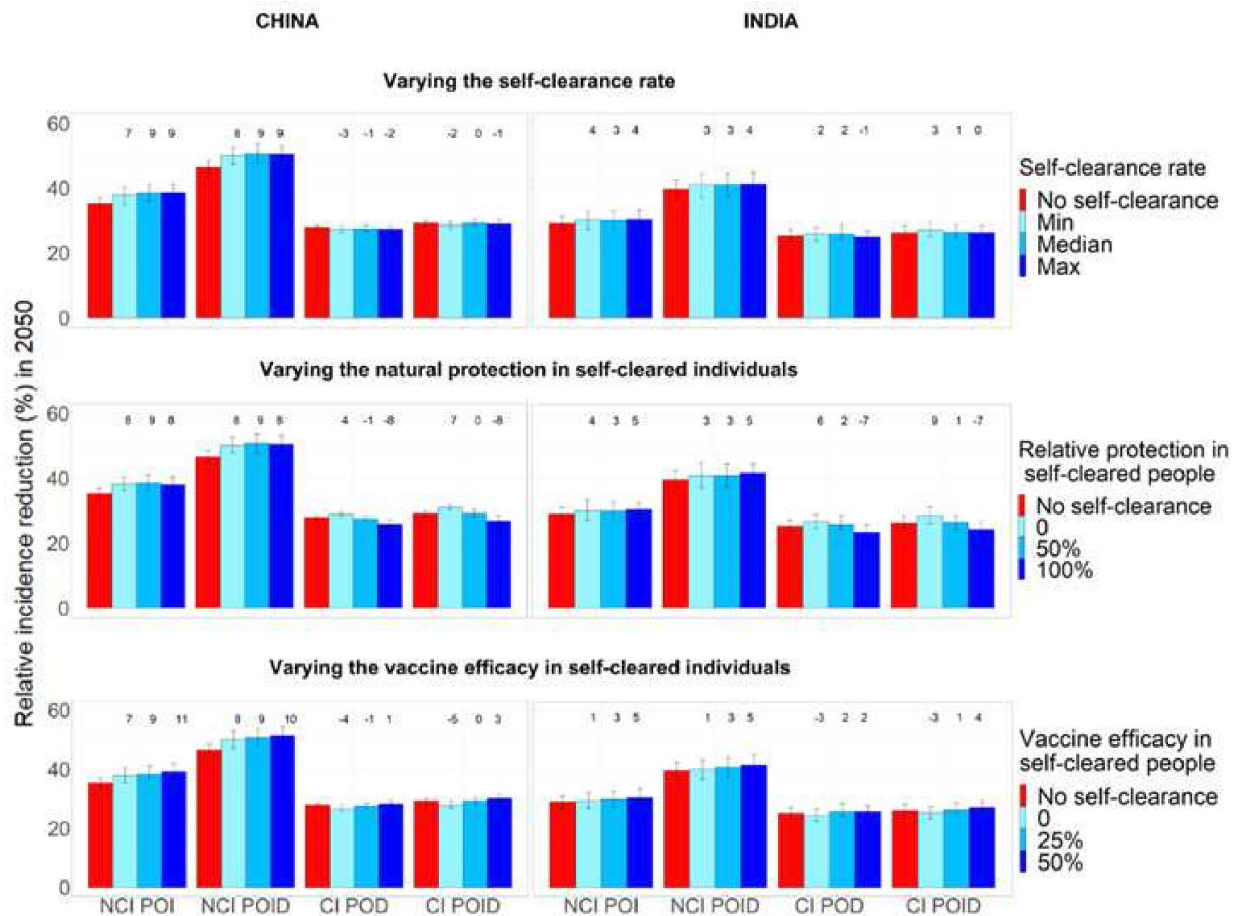 CHINA INDIA
Varying the self-clearance rate
Relative incidence reduction (%) in 2050
60
40
20
0
7 9 9 8 9 9 -3 -1 -2 -2 0 -1
4 3 4 3 3 4 2 2 -1 3 1 0
Self-clearance rate
No self-clearance
Min
Median
Max
Varying the natural protection in self-cleared individuals
60
40
20
0
8 9 8 8 9 8 4 -1 -8 7 0 -8
4 3 5 3 3 5 6 2 -7 9 1 -7
Relative protection in
self-cleared people
No self-clearance
0
50%
100%
Varying the vaccine efficacy in self-cleared individuals
60
40
20
0
7 9 11 8 9 10 -4 -1 1 -5 0 3
1 3 5 1 3 5 -3 2 2 -3 1 4
Vaccine efficacy in
self-cleared people
No self-clearance
0
25%
50%
NCI POI NCI POID CI POD CI POID NCI POI NCI POID CI POD CI POID